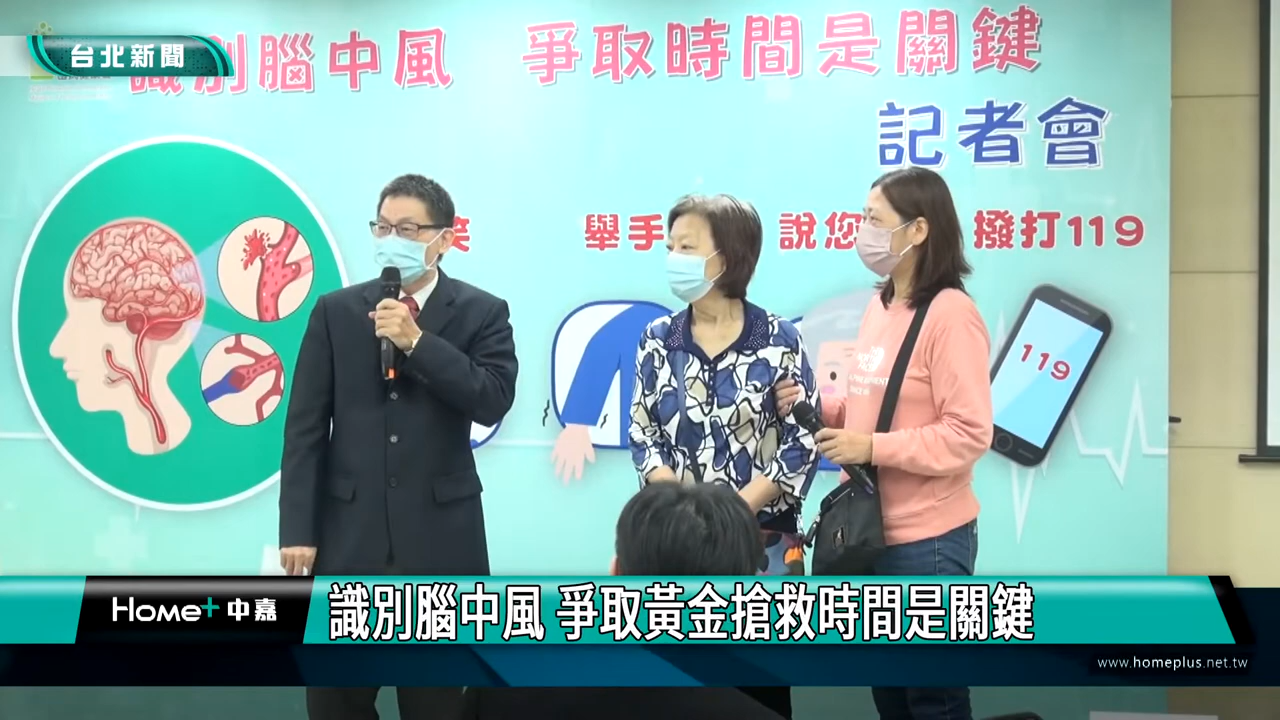 台北新聞
識別腦中風 爭取時間是關鍵
記者會
笑 舉手 說您 撥打119
119
Home+ 中嘉
識別腦中風 爭取黃金搶救時間是關鍵
www.homeplus.net.tw